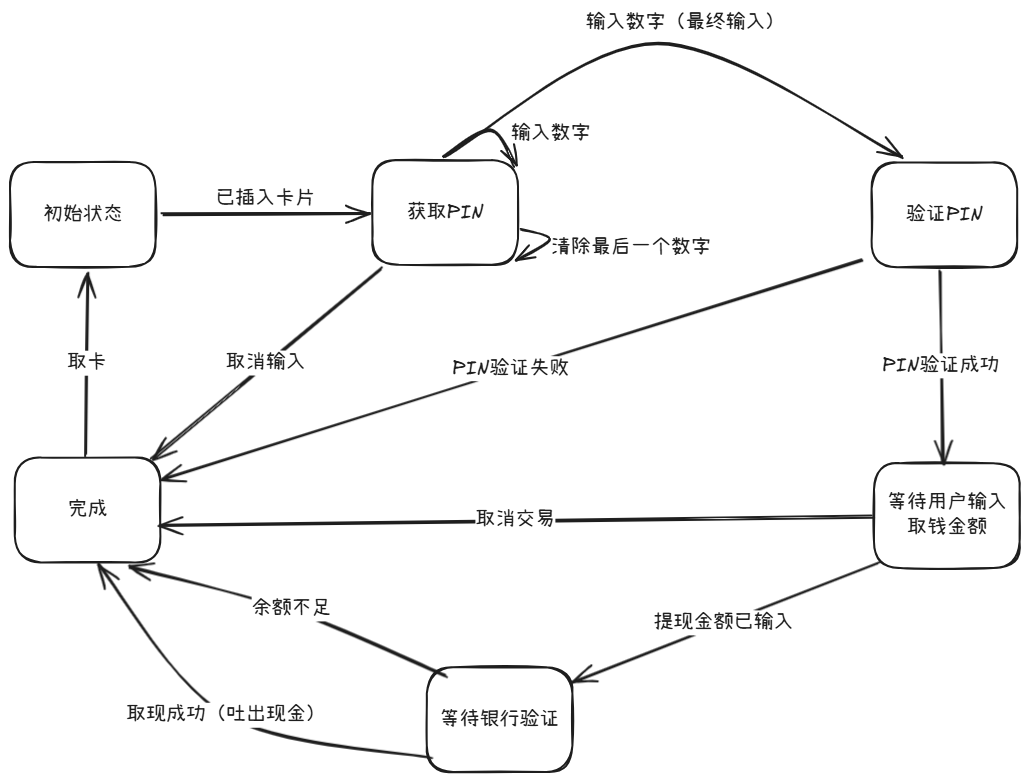 输入数字（最终输入）
输入数字
已插入卡片
初始状态
获取PIN
验证PIN
清除最后一个数字
取卡
取消输入
PIN验证失败
PIN验证成功
完成
等待用户输入
取钱金额
取消交易
余额不足
提现金额已输入
取现成功（吐出现金）
等待银行验证